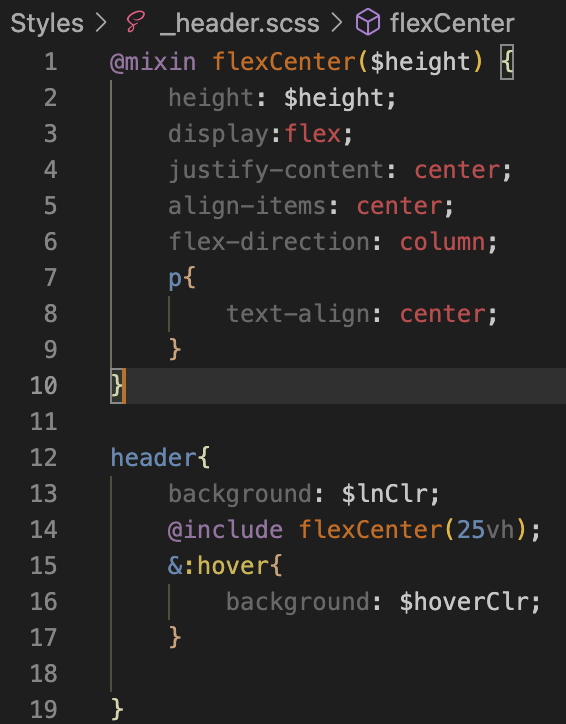 Styles > _header.scss > flexCenter
1 @mixin flexCenter($height) {
2 height: $height;
3 display:flex;
4 justify-content: center;
5 align-items: center;
6 flex-direction: column;
7 p{
8 text-align: center;
9 }
10 }
11
12 header{
13 background: $lnClr;
14 @include flexCenter(25vh);
15 &:hover{
16 background: $hoverClr;
17 }
18
19 }